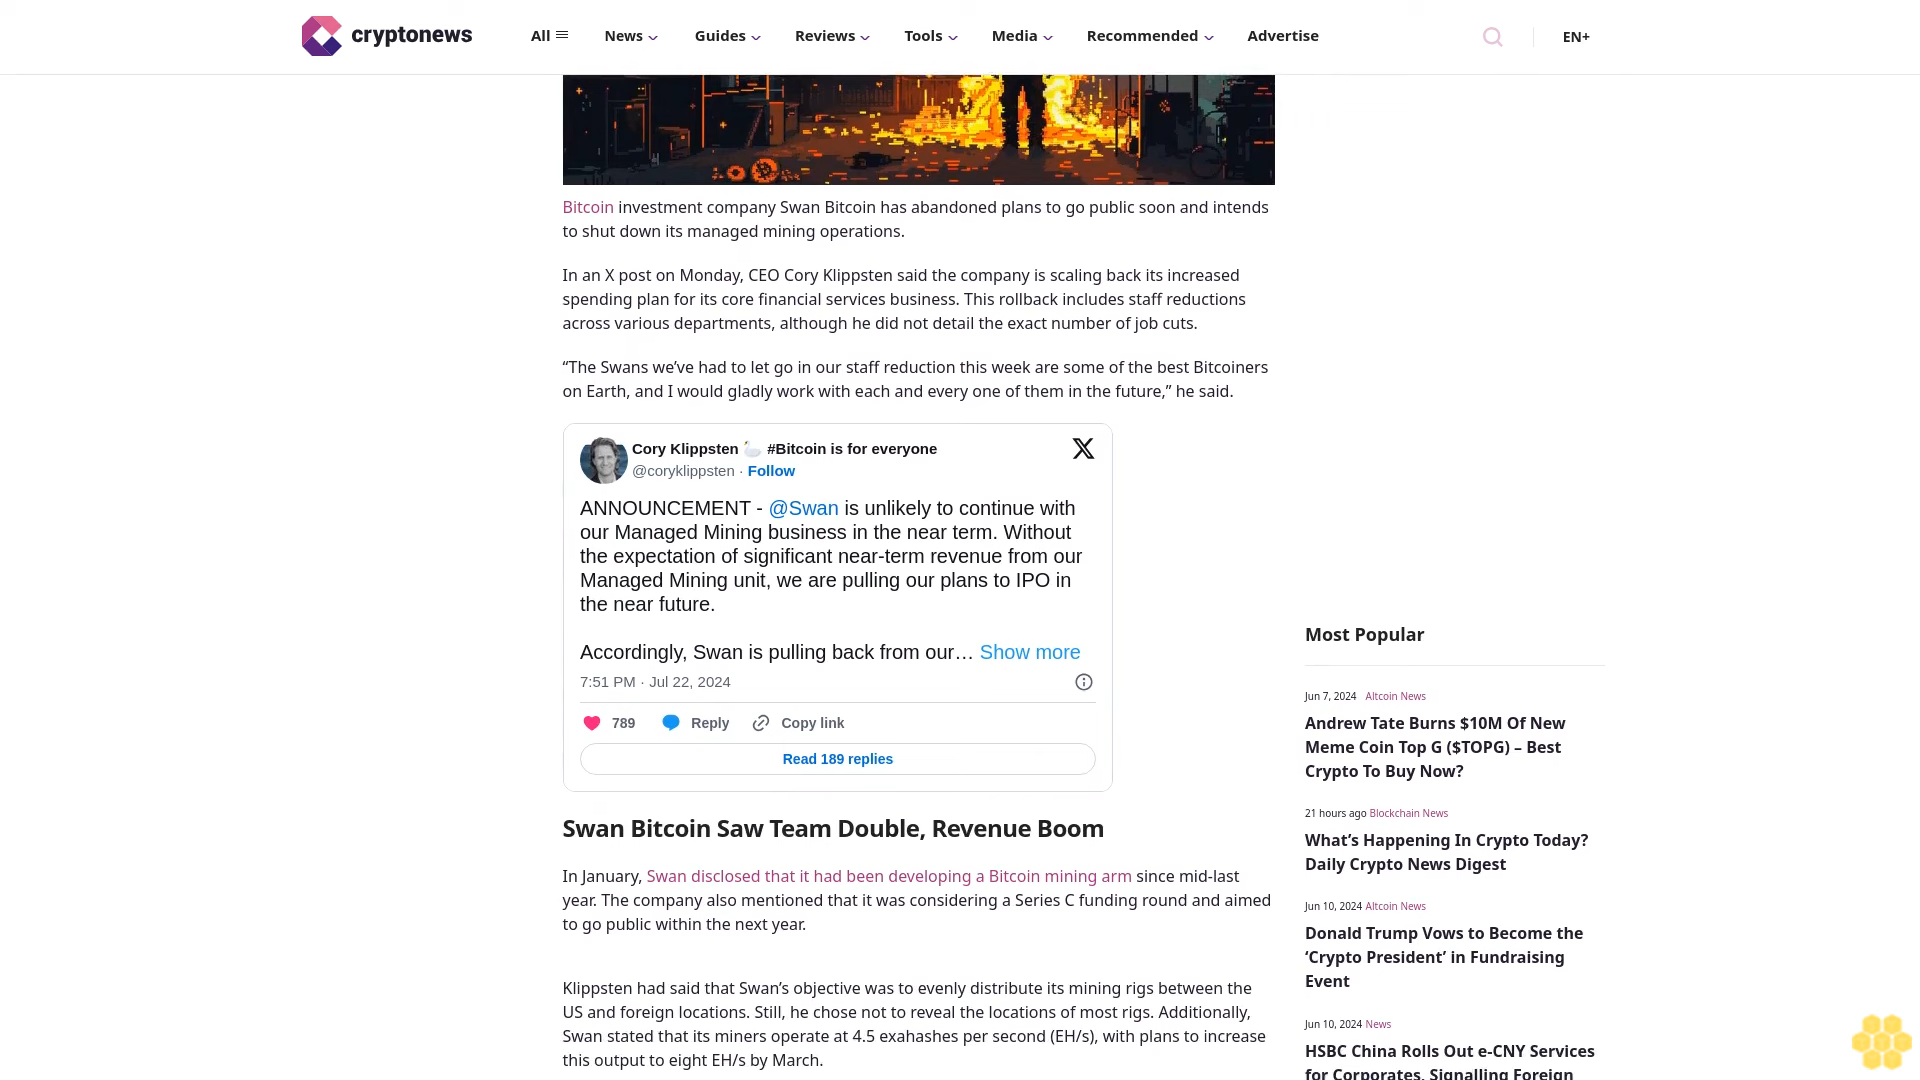 cryptonews
All
News
Guides
Reviews
Tools
Media
Recommended
Advertise
EN+
Bitcoin investment company Swan Bitcoin has abandoned plans to go public soon and intends
to shut down its managed mining operations.
In an X post on Monday, CEO Cory Klippsten said the company is scaling back its increased
spending plan for its core financial services business. This rollback includes staff reductions
across various departments, although he did not detail the exact number of job cuts.
“The Swans we’ve had to let go in our staff reduction this week are some of the best Bitcoiners
on Earth, and I would gladly work with each and every one of them in the future,” he said.
Cory Klippsten 🦢 #Bitcoin is for everyone
@coryklippsten · Follow
ANNOUNCEMENT - @Swan is unlikely to continue with
our Managed Mining business in the near term. Without
the expectation of significant near-term revenue from our
Managed Mining unit, we are pulling our plans to IPO in
the near future.
Accordingly, Swan is pulling back from our… Show more
7:51 PM · Jul 22, 2024
789
Reply
Copy link
Read 189 replies
Swan Bitcoin Saw Team Double, Revenue Boom
In January, Swan disclosed that it had been developing a Bitcoin mining arm since mid-last
year. The company also mentioned that it was considering a Series C funding round and aimed
to go public within the next year.
Klippsten had said that Swan’s objective was to evenly distribute its mining rigs between the
US and foreign locations. Still, he chose not to reveal the locations of most rigs. Additionally,
Swan stated that its miners operate at 4.5 exahashes per second (EH/s), with plans to increase
this output to eight EH/s by March.
Most Popular
Jun 7, 2024 Altcoin News
Andrew Tate Burns $10M Of New
Meme Coin Top G ($TOPG) – Best
Crypto To Buy Now?
21 hours ago Blockchain News
What’s Happening In Crypto Today?
Daily Crypto News Digest
Jun 10, 2024 Altcoin News
Donald Trump Vows to Become the
‘Crypto President’ in Fundraising
Event
Jun 10, 2024 News
HSBC China Rolls Out e-CNY Services
for Corporates, Signalling Foreign